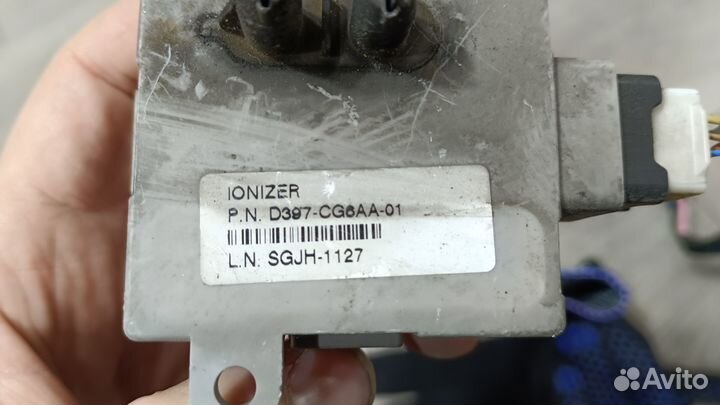 IONIZER
P.N. D397-CG6AA-01
L.N. SGJH-1127
Avito